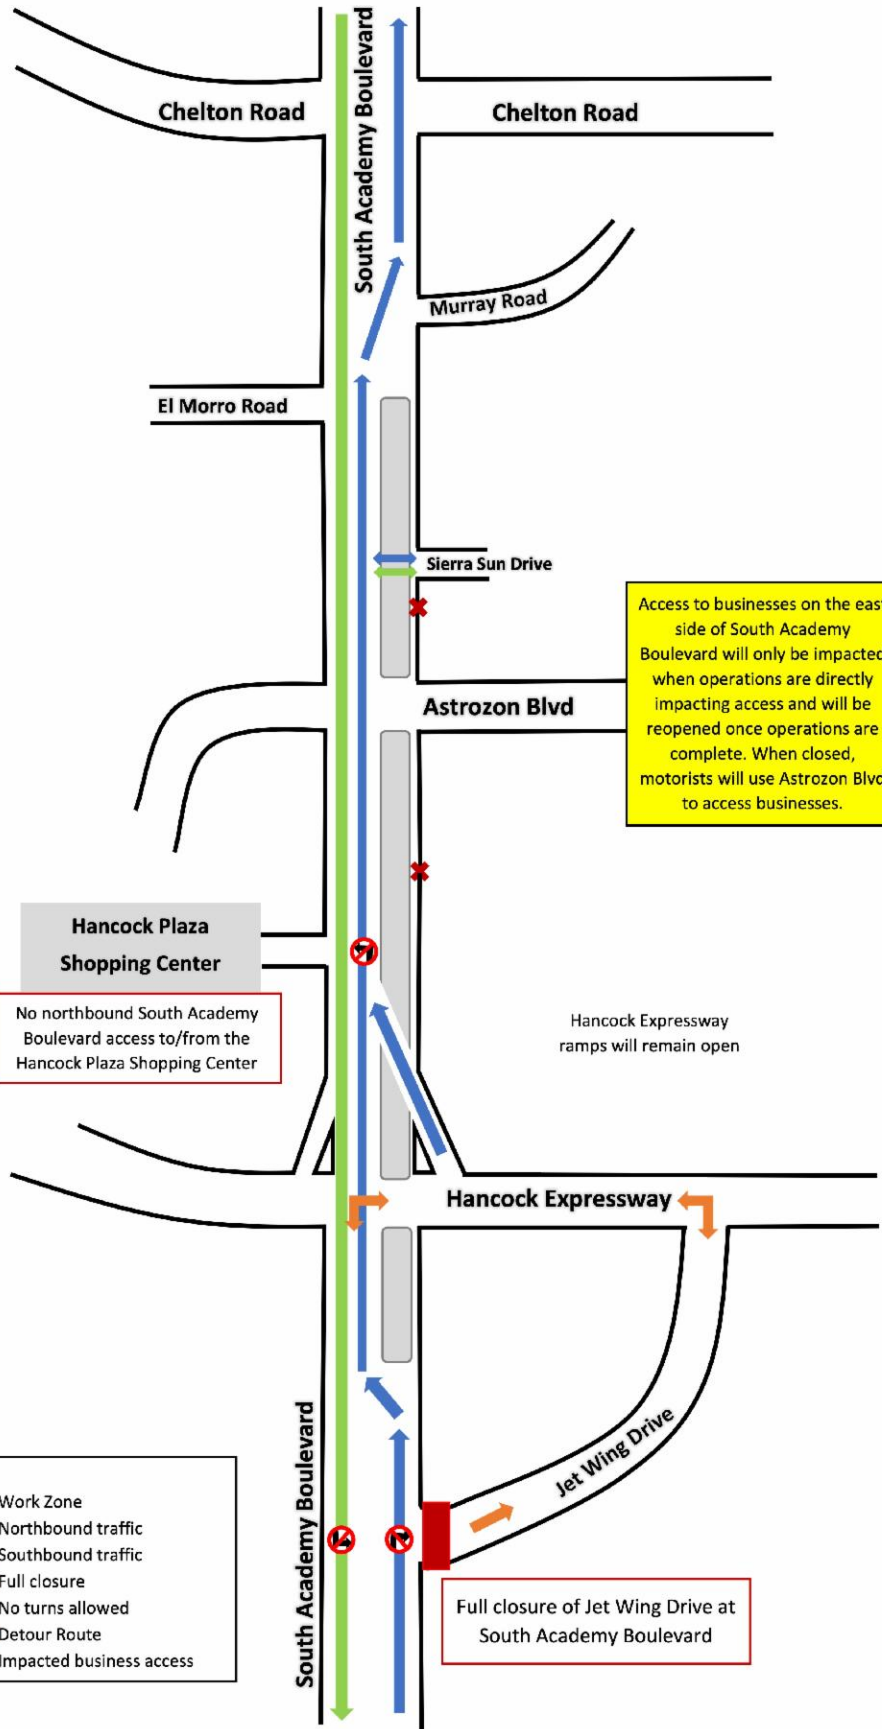 South Academy Boulevard
Chelton Road
Chelton Road
Murray Road
El Morro Road
Sierra Sun Drive
Access to businesses on the east
side of South Academy
Boulevard will only be impacted
when operations are directly
impacting access and will be
reopened once operations are
complete. When closed,
motorists will use Astrozon Blvd
to access businesses.
Astrozon Blvd
Hancock Plaza
Shopping Center
No northbound South Academy
Boulevard access to/from the
Hancock Plaza Shopping Center
Hancock Expressway
ramps will remain open
Hancock Expressway
Jet Wing Drive
South Academy Boulevard
Work Zone
Northbound traffic
Southbound traffic
Full closure
No turns allowed
Detour Route
Impacted business access
Full closure of Jet Wing Drive at
South Academy Boulevard